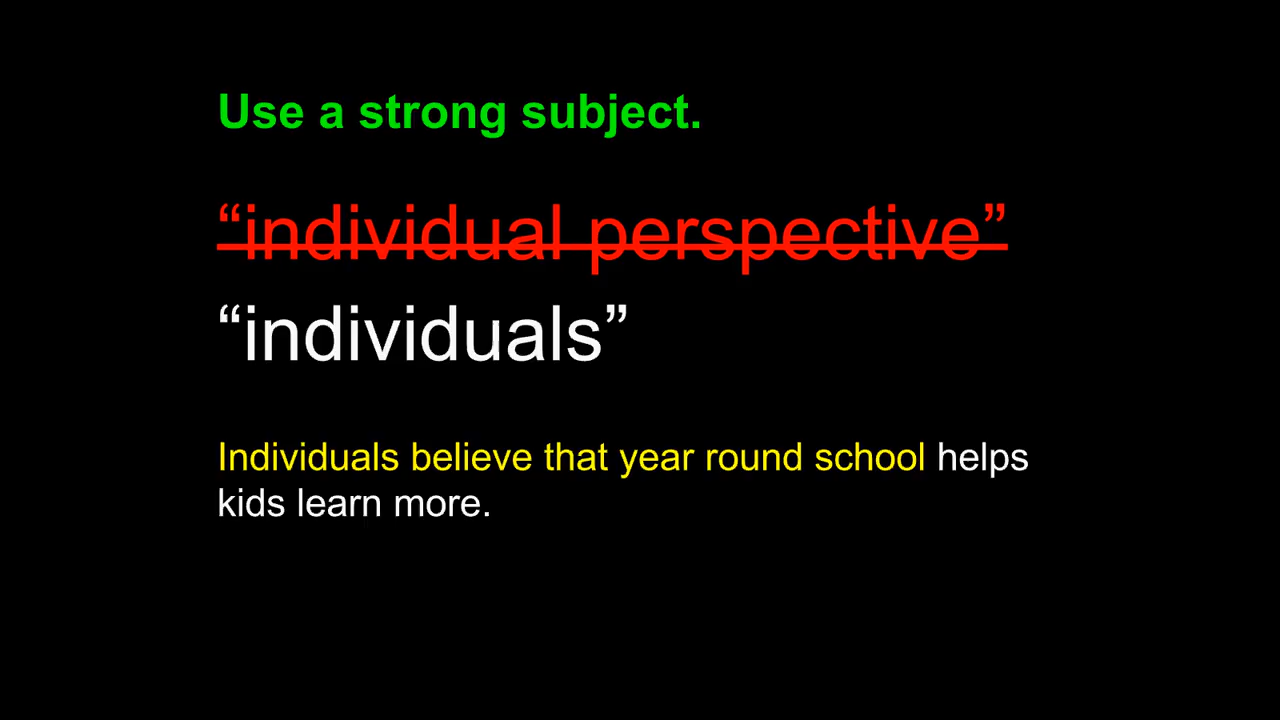 Use a strong subject.
“individual perspective”
“individuals”
Individuals believe that year round school helps
kids learn more.